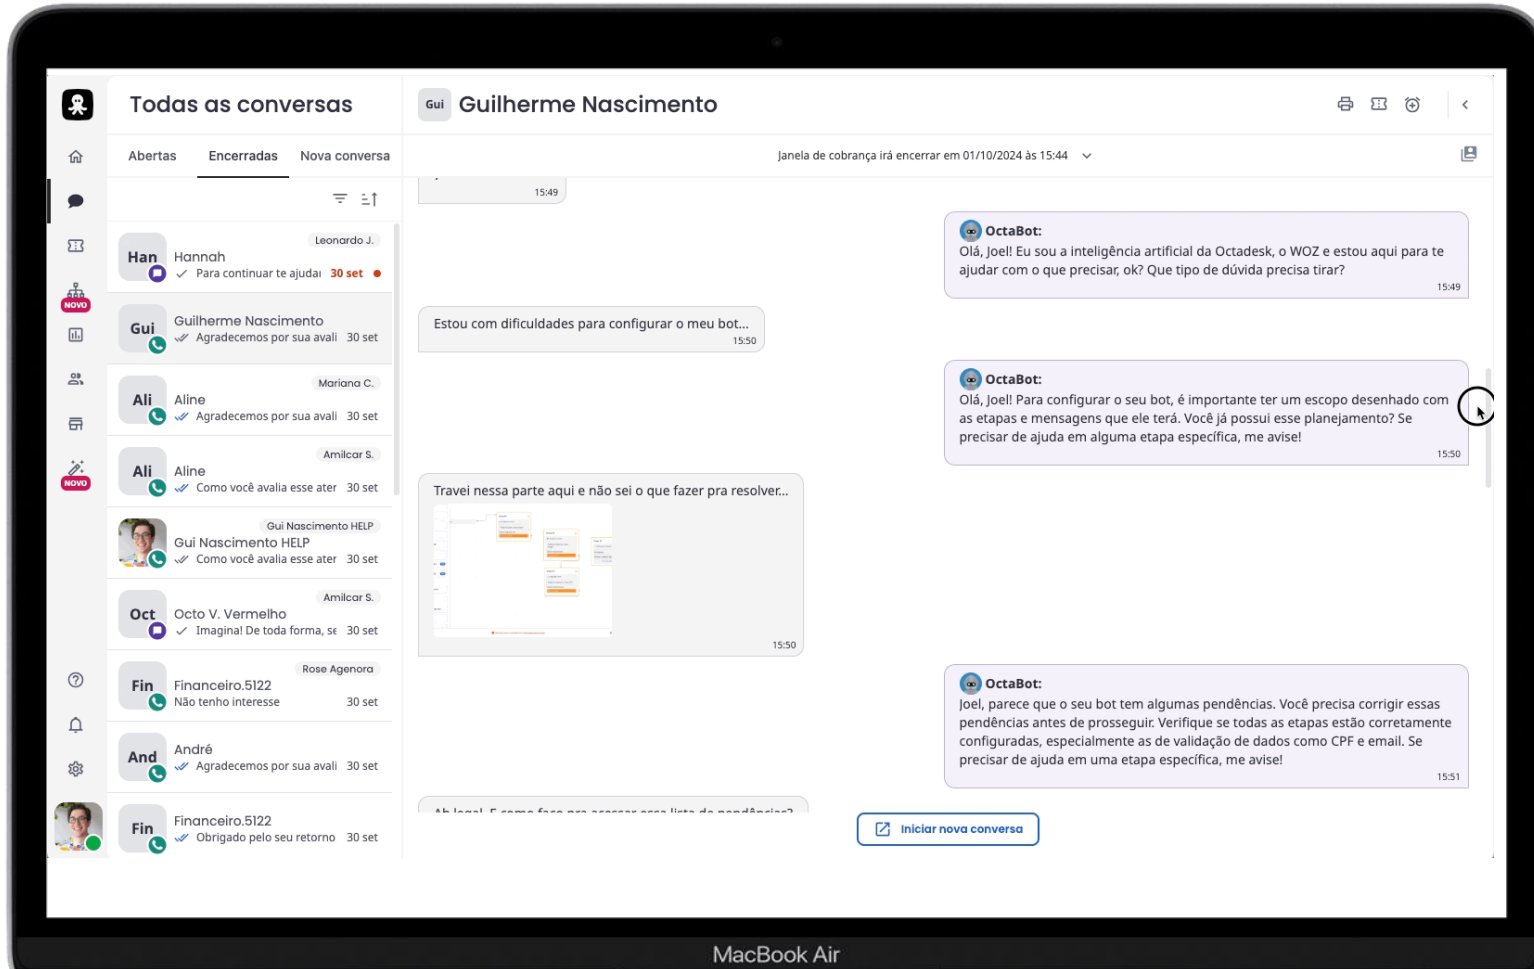 Todas as conversas
Gui
Guilherme Nascimento
Abertas
Encerradas
Nova conversa
Janela de cobrança irá encerrar em 01/10/2024 às 15:44
NOVO
NOVO
Leonardo J.
Han
Hannah
Para continuar te ajudar
30 set
Gui
Guilherme Nascimento
Agradecemos por sua avali
30 set
Mariana C.
Ali
Aline
Agradecemos por sua avali
30 set
Amilcar S.
Ali
Aline
Como você avalia esse ater
30 set
Gui Nascimento HELP
Gui Nascimento HELP
Como você avalia esse ater
30 set
Amilcar S.
Oct
Octo V. Vermelho
Imagina! De toda forma, se
30 set
Rose Agenora
Fin
Financeiro.5122
Não tenho interesse
30 set
And
André
Agradecemos por sua avali
30 set
Fin
Financeiro.5122
Obrigado pelo seu retorno
30 set
15:49
OctaBot:
Olá, Joel! Eu sou a inteligência artificial da Octadesk, o WOZ e estou aqui para te
ajudar com o que precisar, ok? Que tipo de dúvida precisa tirar?
15:49
Estou com dificuldades para configurar o meu bot...
15:50
OctaBot:
Olá, Joel! Para configurar o seu bot, é importante ter um escopo desenhado com
as etapas e mensagens que ele terá. Você já possui esse planejamento? Se
precisar de ajuda em alguma etapa específica, me avise!
15:50
Travei nessa parte aqui e não sei o que fazer pra resolver...
15:50
OctaBot:
Joel, parece que o seu bot tem algumas pendências. Você precisa corrigir essas
pendências antes de prosseguir. Verifique se todas as etapas estão corretamente
configuradas, especialmente as de validação de dados como CPF e email. Se
precisar de ajuda em uma etapa específica, me avise!
15:51
Ah legal. E como faço pra acessar essa lista de pendências?
Iniciar nova conversa
MacBook Air